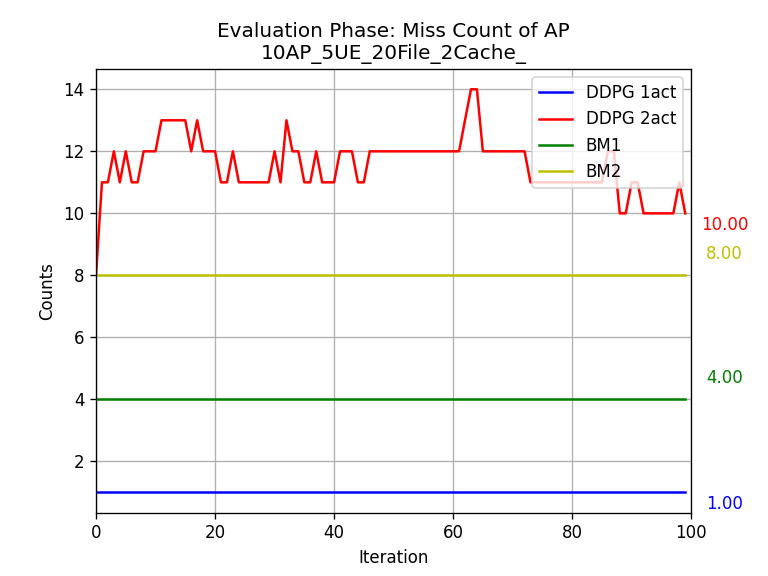 Evaluation Phase: Miss Count of AP
10AP_5UE_20File_2Cache_
DDPG 1act
DDPG 2act
BM1
BM2
14
12
10
8
6
4
2
Counts
10.00
8.00
4.00
1.00
0
20
40
60
80
100
Iteration